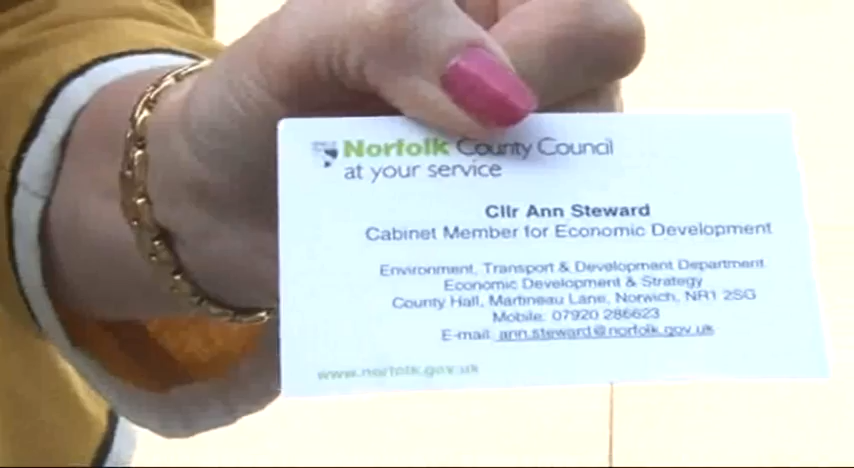 Norfolk County Council
at your service
Cllr Ann Steward
Cabinet Member for Economic Development
Environment, Transport & Development Department
Economic Development & Strategy
County Hall, Martineau Lane, Norwich, NR1 2SG
Mobile: 07920 286623
E-mail: ann.steward@norfolk.gov.uk
www.norfolk.gov.uk